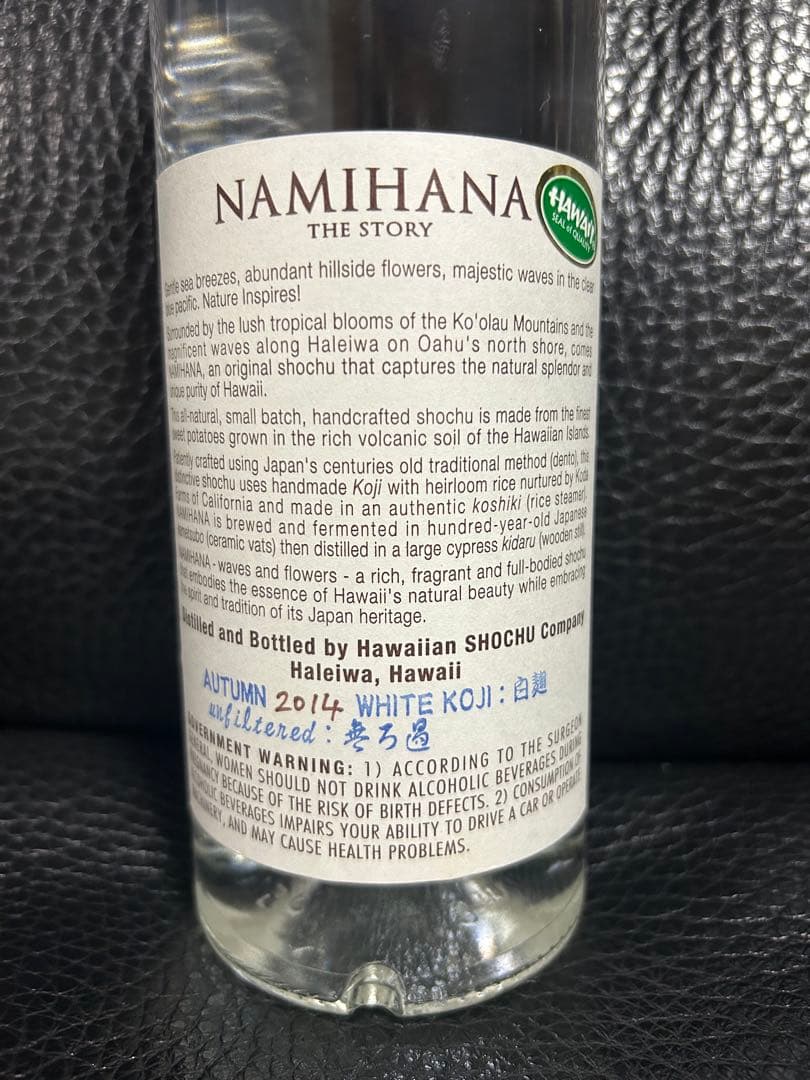 NAMIHANA
THE STORY
HAWAI'I
SEAL of QUALITY
Gentle sea breezes, abundant hillside flowers, majestic waves in the clear
blue pacific. Nature Inspires!
Surrounded by the lush tropical blooms of the Ko'olau Mountains and the
magnificent waves along Haleiwa on Oahu's north shore, comes
NAMIHANA, an original shochu that captures the natural splendor and
unique purity of Hawaii.
This all-natural, small batch, handcrafted shochu is made from the finest
sweet potatoes grown in the rich volcanic soil of the Hawaiian Islands.
Patiently crafted using Japan's centuries old traditional method (dento), this
distinctive shochu uses handmade Koji with heirloom rice nurtured by Koda
Farms of California and made in an authentic koshiki (rice steamer).
NAMIHANA is brewed and fermented in hundred-year-old Japanese
(ceramic vats) then distilled in a large cypress kidaru (wooden still).
NAMIHANA - waves and flowers - a rich, fragrant and full-bodied shochu
that embodies the essence of Hawaii's natural beauty while embracing
the spirit and tradition of its Japan heritage.
Distilled and Bottled by Hawaiian SHOCHU Company
Haleiwa, Hawaii
AUTUMN 2014 WHITE KOJI : 白麹
unfiltered : 無ろ過
GOVERNMENT WARNING: 1) ACCORDING TO THE SURGEON
GENERAL, WOMEN SHOULD NOT DRINK ALCOHOLIC BEVERAGES DURING
PREGNANCY BECAUSE OF THE RISK OF BIRTH DEFECTS. 2) CONSUMPTION OF
ALCOHOLIC BEVERAGES IMPAIRS YOUR ABILITY TO DRIVE A CAR OR OPERATE
MACHINERY, AND MAY CAUSE HEALTH PROBLEMS.